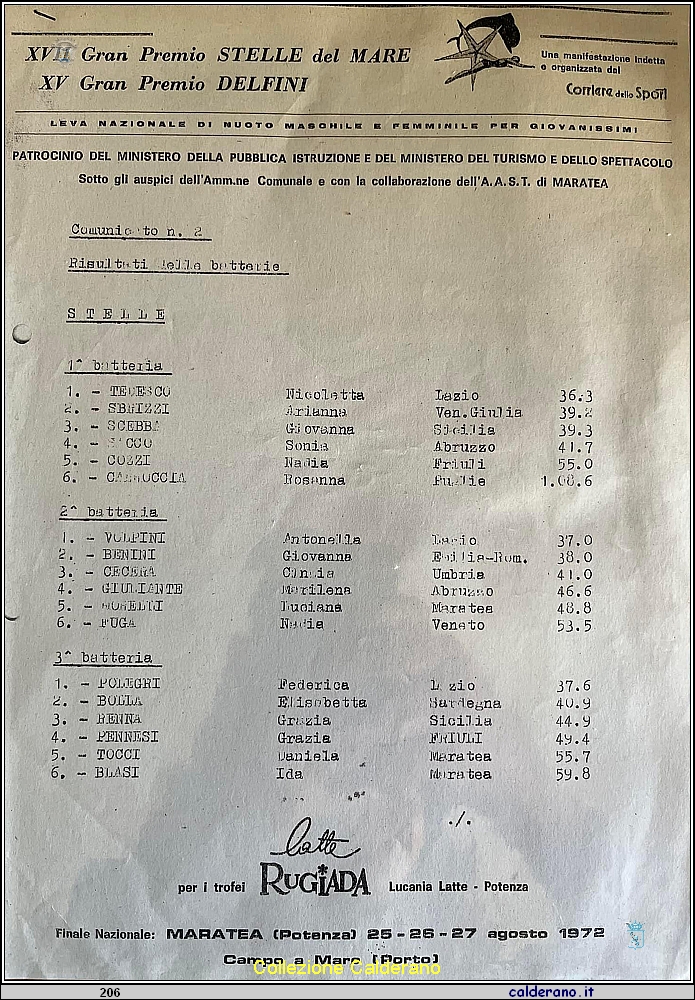 XVII Gran Premio STELLE del MARE
XV Gran Premio DELFINI
Una manifestazione indetta
e organizzata dal
Corriere dello Sport
LEVA NAZIONALE DI NUOTO MASCHILE E FEMMINILE PER GIOVANISSIMI
PATROCINIO DEL MINISTERO DELLA PUBBLICA ISTRUZIONE E DEL MINISTERO DEL TURISMO E DELLO SPETTACOLO
Sotto gli auspici dell'Amm.ne Comunale e con la collaborazione dell'A.A.S.T. di MARATEA
Comunicato n. 2
Risultati delle batterie
S T E L L E
1^ batteria
1. - TEDESCO Nicoletta Lazio 36.3
2. - Arianna Ven.Giulia 39.2
3. - SCEBBA Giovanna Sicilia 39.3
4. - Sonia Abruzzo 41.7
5. - COZZI Nadia Friuli 55.0
6. - Rosanna Puglie 1.08.6
2^ batteria
1. - VOLPINI Antonella Lazio 37.0
2. - BENINI Giovanna Emilia-Rom. 38.0
3. - CECERA Cinzia Umbria 41.0
4. - GIULIANTE Marilena Abruzzo 46.6
5. - Luciana Maratea 48.8
6. - FUGA Nadia Veneto 53.5
3^ batteria
1. - POLEGRI Federica Lazio 37.6
2. - BOLLA Elisabetta Sardegna 40.9
3. - RENNA Grazia Sicilia 44.9
4. - PENNESI Grazia FRIULI 49.4
5. - TOCCI Daniela Maratea 55.7
6. - BLASI Ida Maratea 59.8
./.
per i trofei latte RUGIADA Lucania Latte - Potenza
Finale Nazionale: MARATEA (Potenza) 25-26-27 agosto 1972
Campo a Mare (Porto)
Collezione Calderano
206 calderano.it